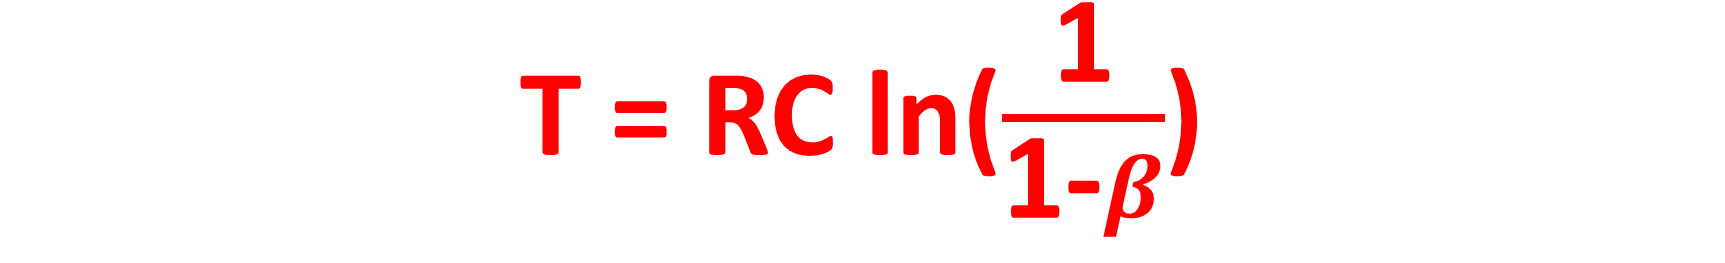 T = RC ln(1/1-β)